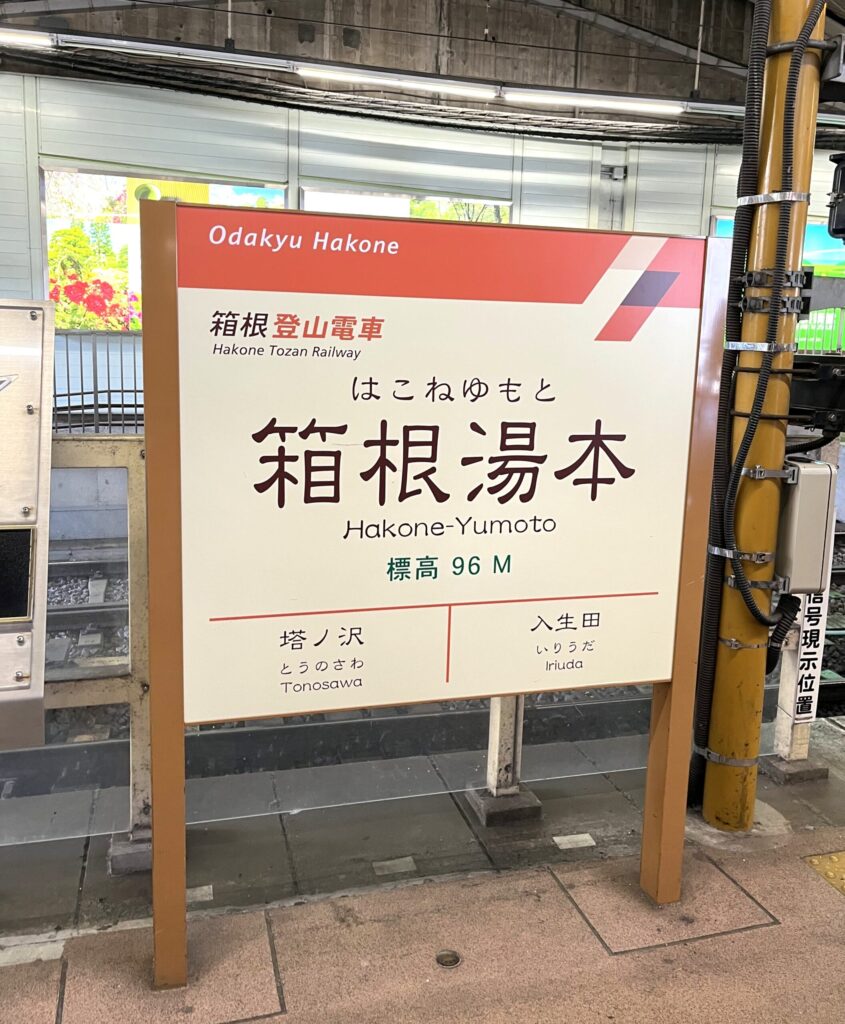 Odakyu Hakone
箱根登山電車
Hakone Tozan Railway
はこねゆもと
箱根湯本
Hakone-Yumoto
標高 96 M
塔ノ沢
とうのさわ
Tonosawa
入生田
いりうだ
Iriuda
信号現示位置